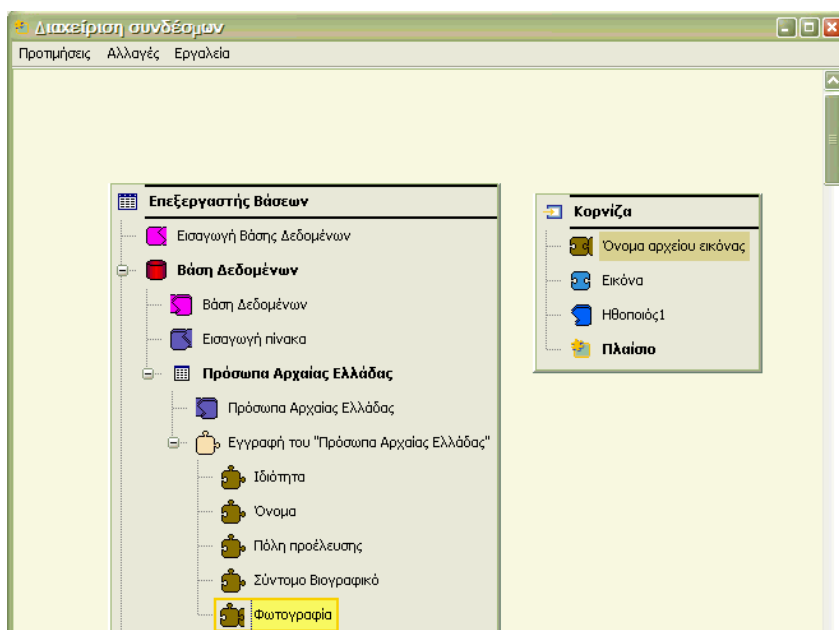 Διαχείριση συνδέσμων
Προτιμήσεις Αλλαγές Εργαλεία
Επεξεργαστής Βάσεων
Εισαγωγή Βάσης Δεδομένων
Βάση Δεδομένων
Βάση Δεδομένων
Εισαγωγή πίνακα
Πρόσωπα Αρχαίας Ελλάδας
Πρόσωπα Αρχαίας Ελλάδας
Εγγραφή του "Πρόσωπα Αρχαίας Ελλάδας"
Ιδιότητα
Όνομα
Πόλη προέλευσης
Σύντομο Βιογραφικό
Φωτογραφία
Κορνίζα
Όνομα αρχείου εικόνας
Εικόνα
Ηθοποιός1
Πλαίσιο